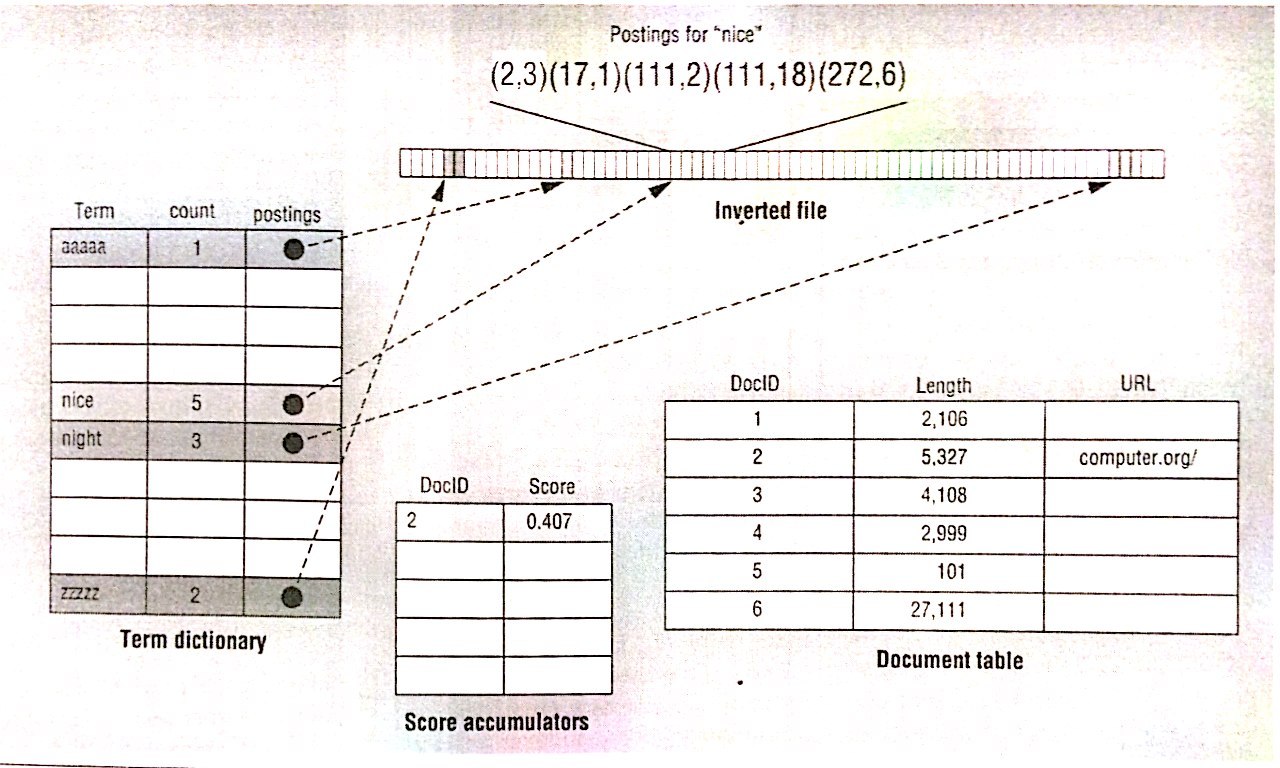 Postings for "nice"
(2,3)(17,1)(111,2)(111,18)(272,6)
Inverted file
Term count postings
aaaaa 1
nice 5
night 3
zzzzz 2
Term dictionary
DocID Score
2 0.407
Score accumulators
DocID Length URL
1 2,106
2 5,327 computer.org/
3 4,108
4 2,999
5 101
6 27,111
Document table